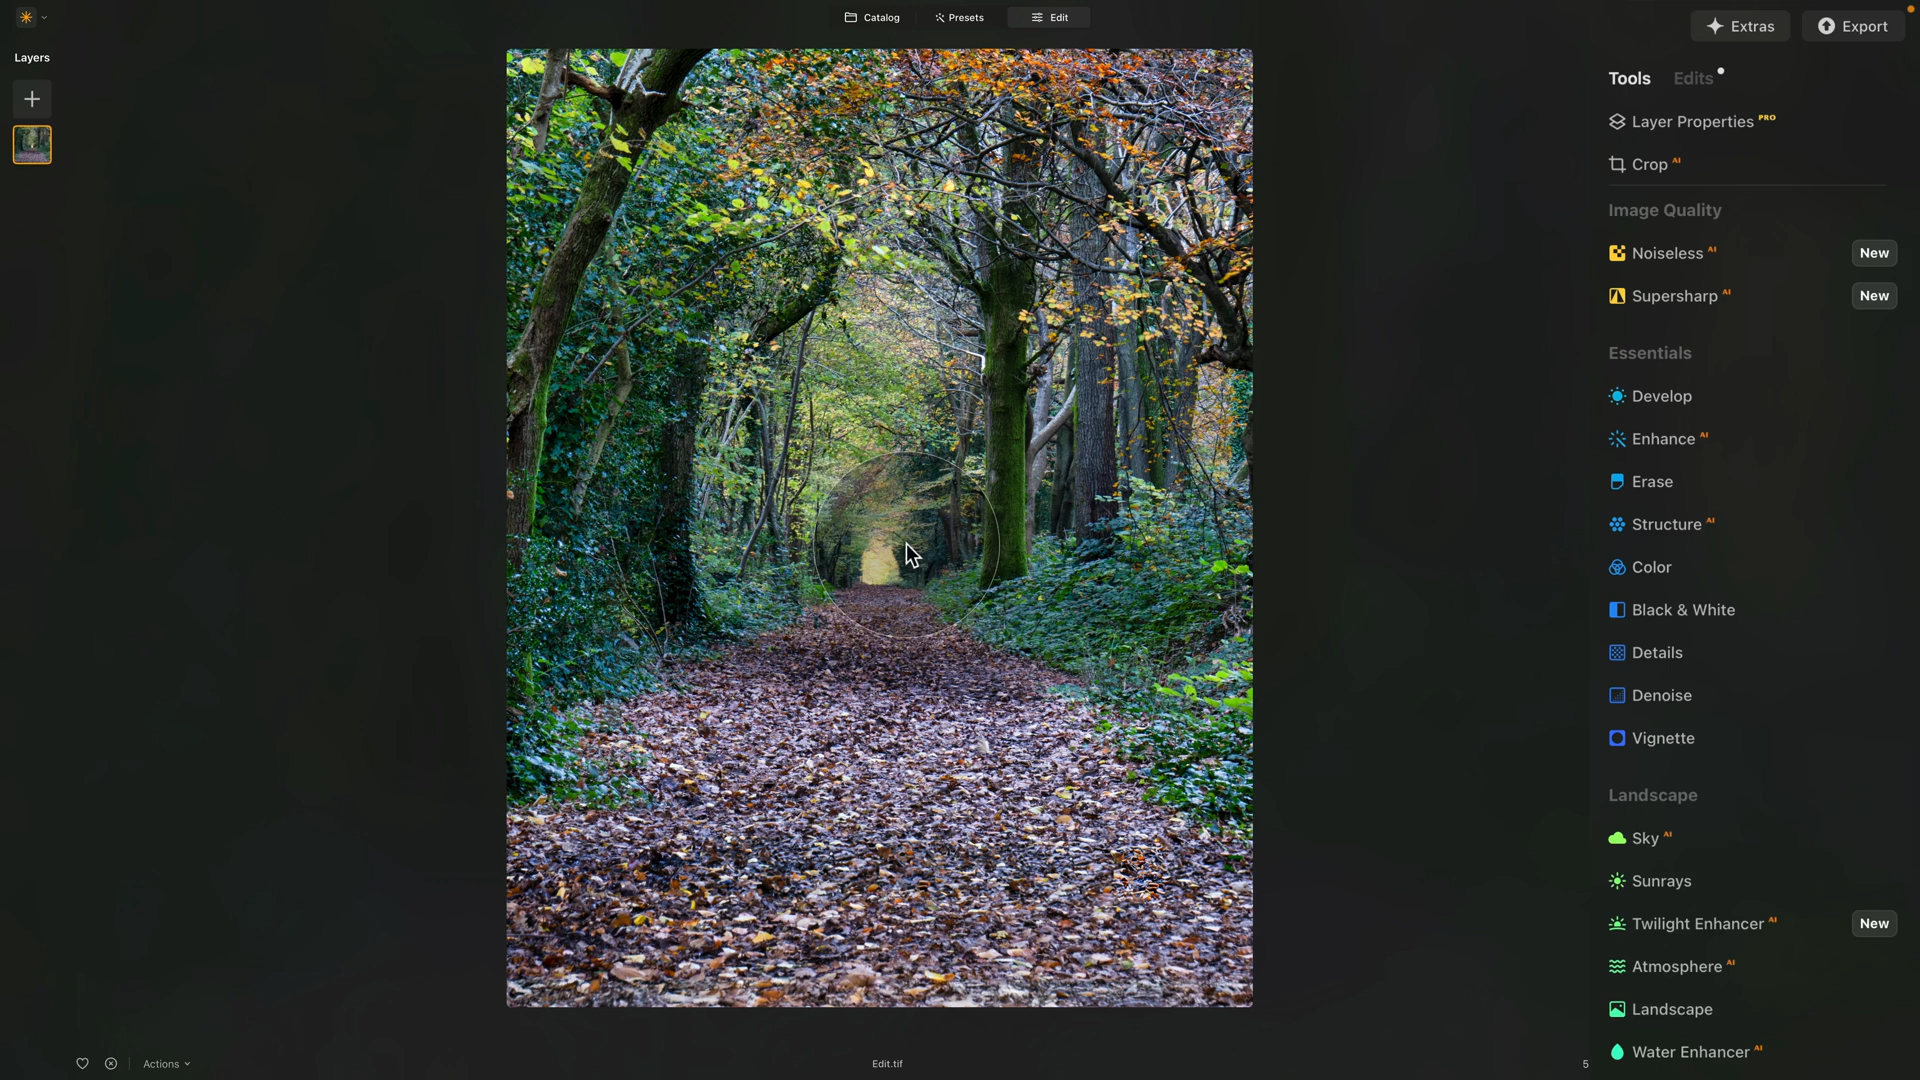 Catalog
Presets
Edit
Extras
Export
Layers
Tools
Edits
Layer Properties PRO
Crop AI
Image Quality
Noiseless AI
New
Supersharp AI
New
Essentials
Develop
Enhance AI
Erase
Structure AI
Color
Black & White
Details
Denoise
Vignette
Landscape
Sky AI
Sunrays
Twilight Enhancer AI
New
Atmosphere AI
Landscape
Water Enhancer AI
Actions
Edit.tif
5